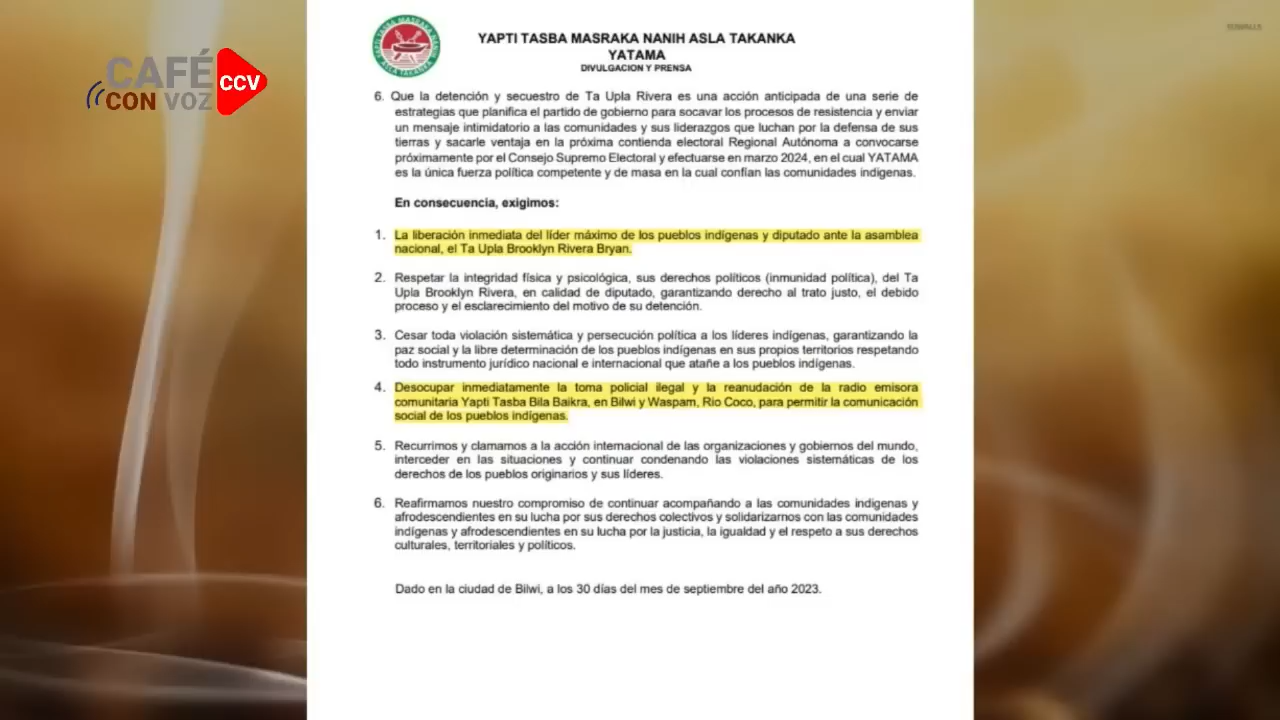 CAFÉ
CON VOZ
CCV
YAPTI TASBA MASRAKA NANIH ASLA TAKANKA
YATAMA
DIVULGACION Y PRENSA
6. Que la detención y secuestro de Ta Upla Rivera es una acción anticipada de una serie de
estrategias que planifica el partido de gobierno para socavar los procesos de resistencia y enviar
un mensaje intimidatorio a las comunidades y sus liderazgos que luchan por la defensa de sus
tierras y sacarle ventaja en la próxima contienda electoral Regional Autónoma a convocarse
próximamente por el Consejo Supremo Electoral y efectuarse en marzo 2024, en el cual YATAMA
es la única fuerza política competente y de masa en la cual confían las comunidades indígenas.
En consecuencia, exigimos:
1. La liberación inmediata del líder máximo de los pueblos indígenas y diputado ante la asamblea
nacional, el Ta Upla Brooklyn Rivera Bryan.
2. Respetar la integridad física y psicológica, sus derechos políticos (inmunidad política), del Ta
Upla Brooklyn Rivera, en calidad de diputado, garantizando derecho al trato justo, el debido
proceso y el esclarecimiento del motivo de su detención.
3. Cesar toda violación sistemática y persecución política a los líderes indígenas, garantizando la
paz social y la libre determinación de los pueblos indígenas en sus propios territorios respetando
todo instrumento jurídico nacional e internacional que atañe a los pueblos indígenas.
4. Desocupar inmediatamente la toma policial ilegal y la reanudación de la radio emisora
comunitaria Yapti Tasba Bila Baikra, en Bilwi y Waspam, Rio Coco, para permitir la comunicación
social de los pueblos indígenas.
5. Recurrimos y clamamos a la acción internacional de las organizaciones y gobiernos del mundo,
interceder en las situaciones y continuar condenando las violaciones sistemáticas de los
derechos de los pueblos originarios y sus líderes.
6. Reafirmamos nuestro compromiso de continuar acompañando a las comunidades indígenas y
afrodescendientes en su lucha por sus derechos colectivos y solidarizarnos con las comunidades
indígenas y afrodescendientes en su lucha por la justicia, la igualdad y el respeto a sus derechos
culturales, territoriales y políticos.
Dado en la ciudad de Bilwi, a los 30 días del mes de septiembre del año 2023.